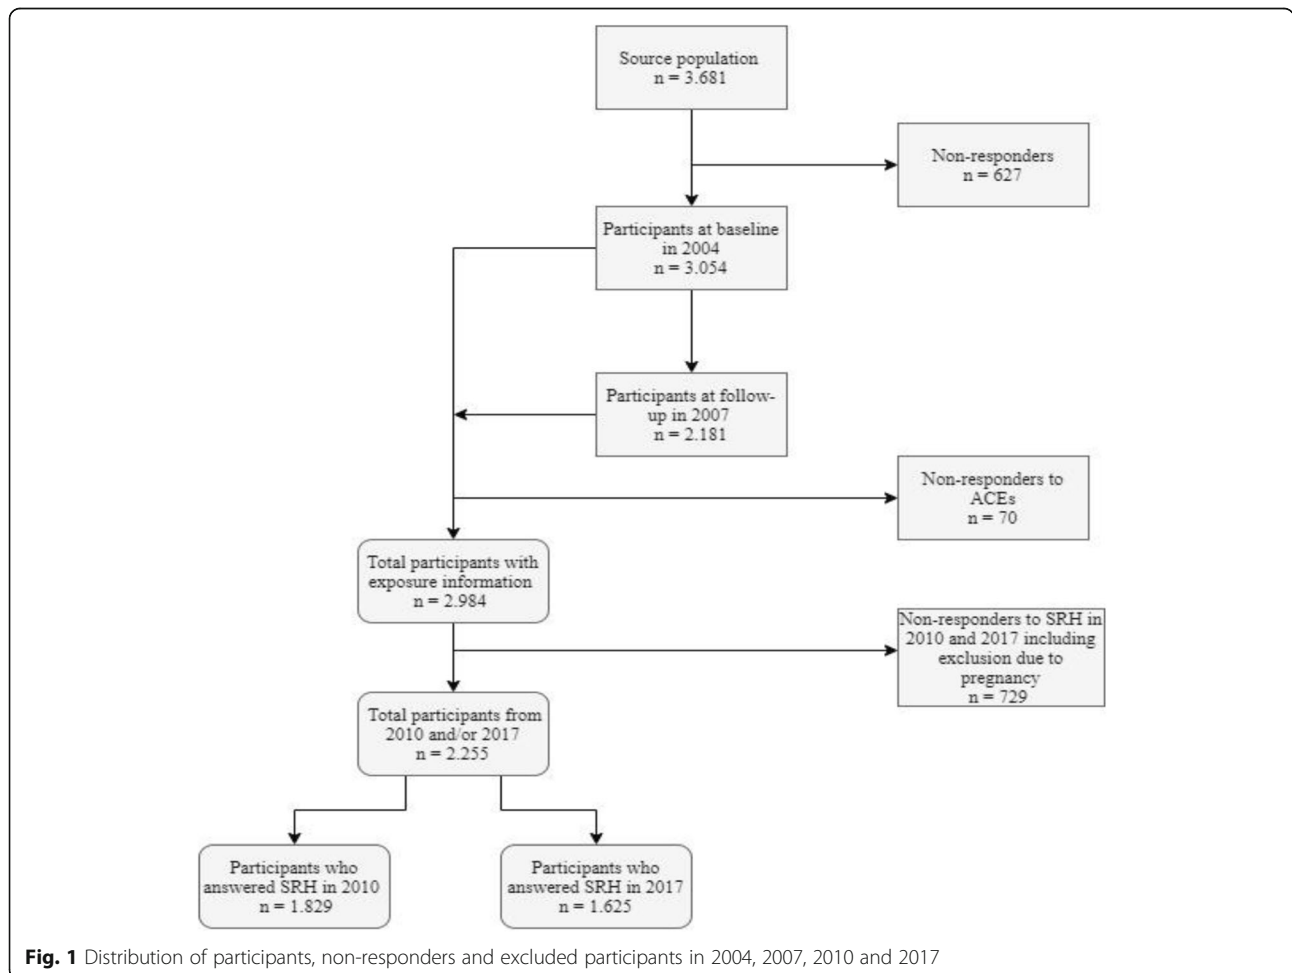 Source population
n = 3.681
Non-responders
n = 627
Participants at baseline
in 2004
n = 3.054
Participants at follow-
up in 2007
n = 2.181
Non-responders to
ACEs
n = 70
Total participants with
exposure information
n = 2.984
Non-responders to SRH in
2010 and 2017 including
exclusion due to
pregnancy
n = 729
Total participants from
2010 and/or 2017
n = 2.255
Participants who
answered SRH in 2010
n = 1.829
Participants who
answered SRH in 2017
n = 1.625
Fig. 1 Distribution of participants, non-responders and excluded participants in 2004, 2007, 2010 and 2017